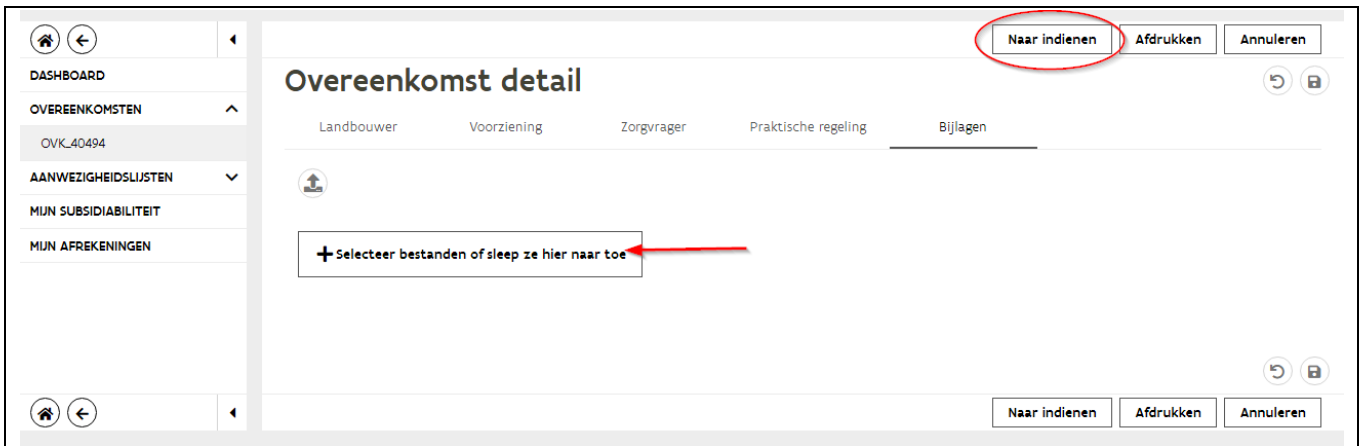 Naar indienen Afdrukken Annuleren
DASHBOARD
Overeenkomst detail
OVEREENKOMSTEN
Landbouwer Voorziening Zorgvrager Praktische regeling Bijlagen
OVK_40494
AANWEZIGHEIDSLIJSTEN
MIJN SUBSIDIABILITEIT
MIJN AFREKENINGEN
Selecteer bestanden of sleep ze hier naar toe
Naar indienen Afdrukken Annuleren